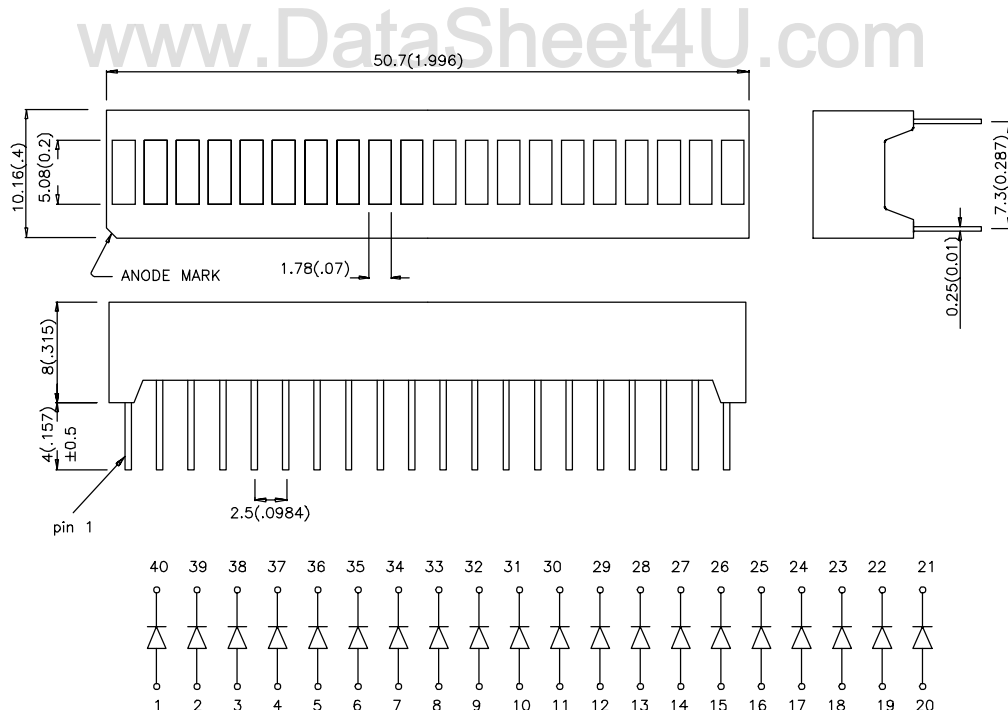 www.DataSheet4U.com
50.7(1.996)
10.16(.4)
5.08(0.2)
7.3(0.287)
0.25(0.01)
ANODE MARK
1.78(.07)
8(.315)
4(.157)
±0.5
2.5(.0984)
pin 1
40 39 38 37 36 35 34 33 32 31 30 29 28 27 26 25 24 23 22 21
1 2 3 4 5 6 7 8 9 10 11 12 13 14 15 16 17 18 19 20